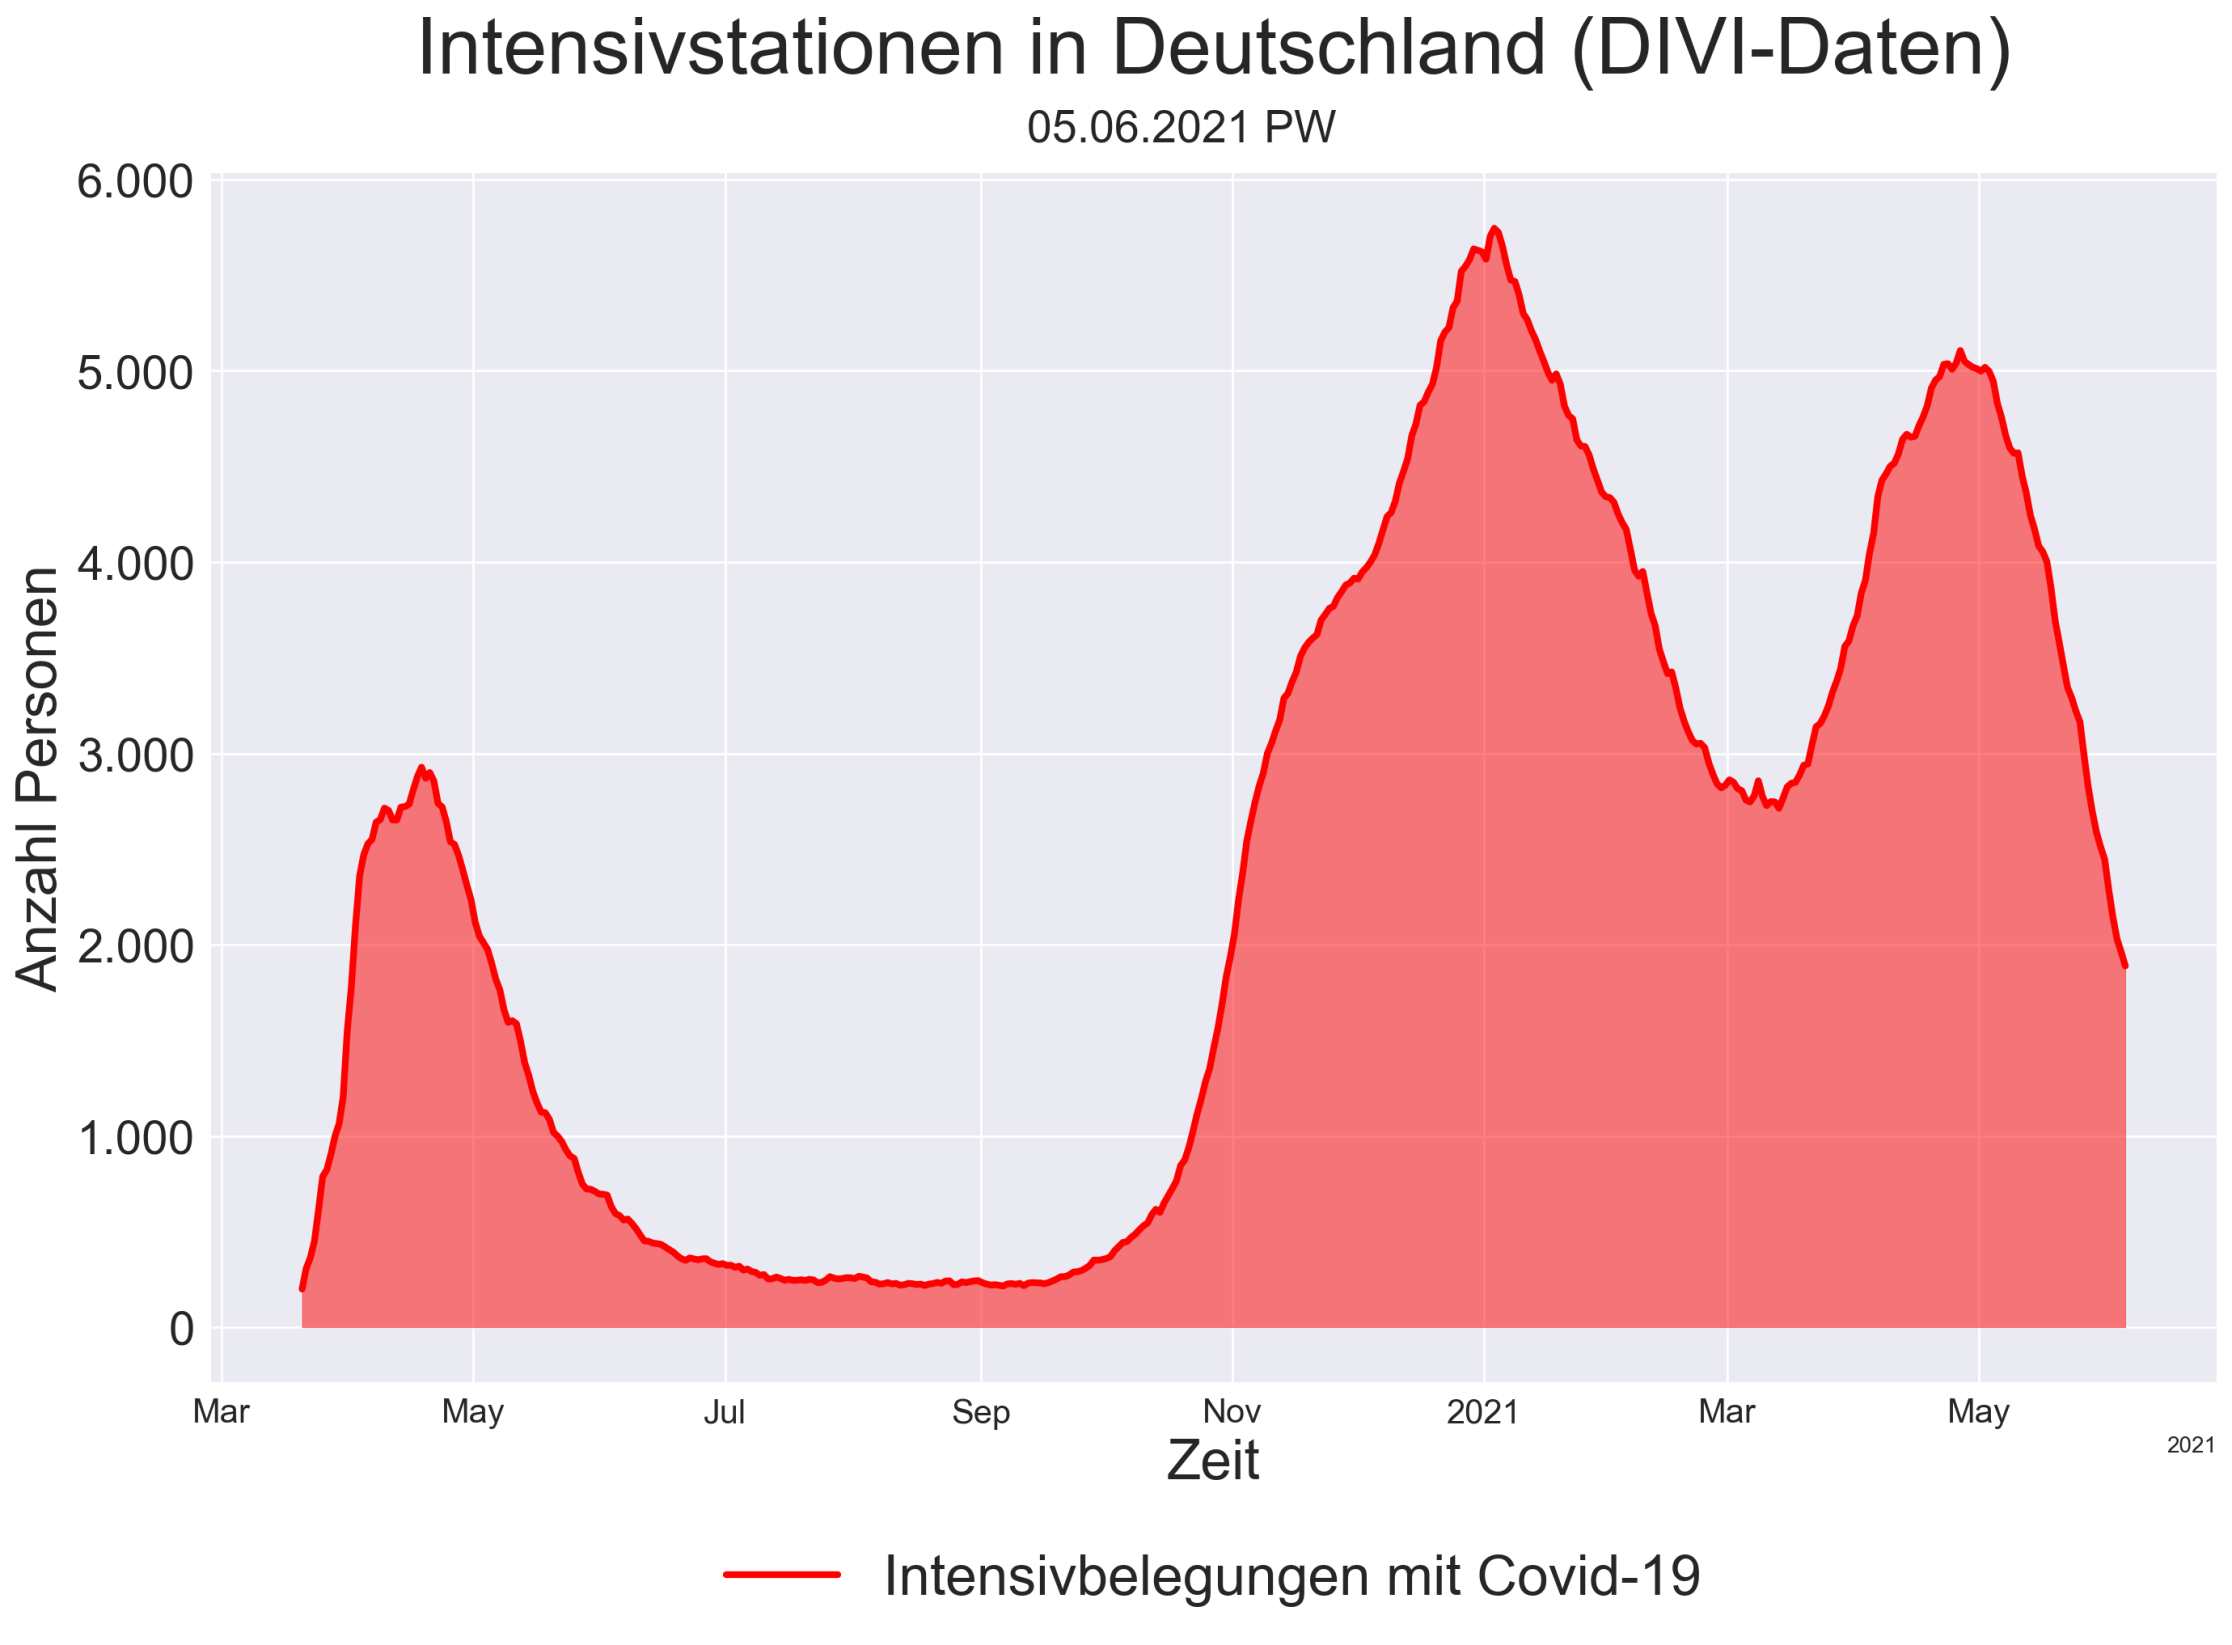 Intensivstationen in Deutschland (DIVI-Daten)
05.06.2021 PW
6.000
5.000
4.000
3.000
2.000
1.000
0
Anzahl Personen
Mar May Jul Sep Nov 2021 Mar May
2021
Zeit
Intensivbelegungen mit Covid-19